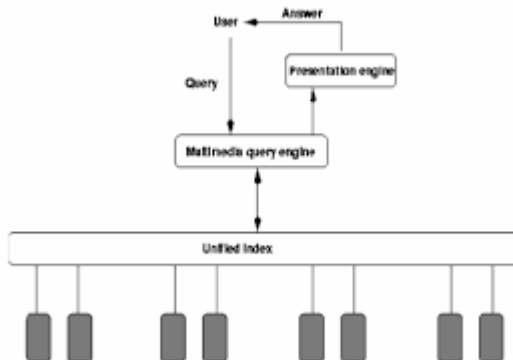 Answer
User
Presentation engine
Query
Multimedia query engine
Unified Index